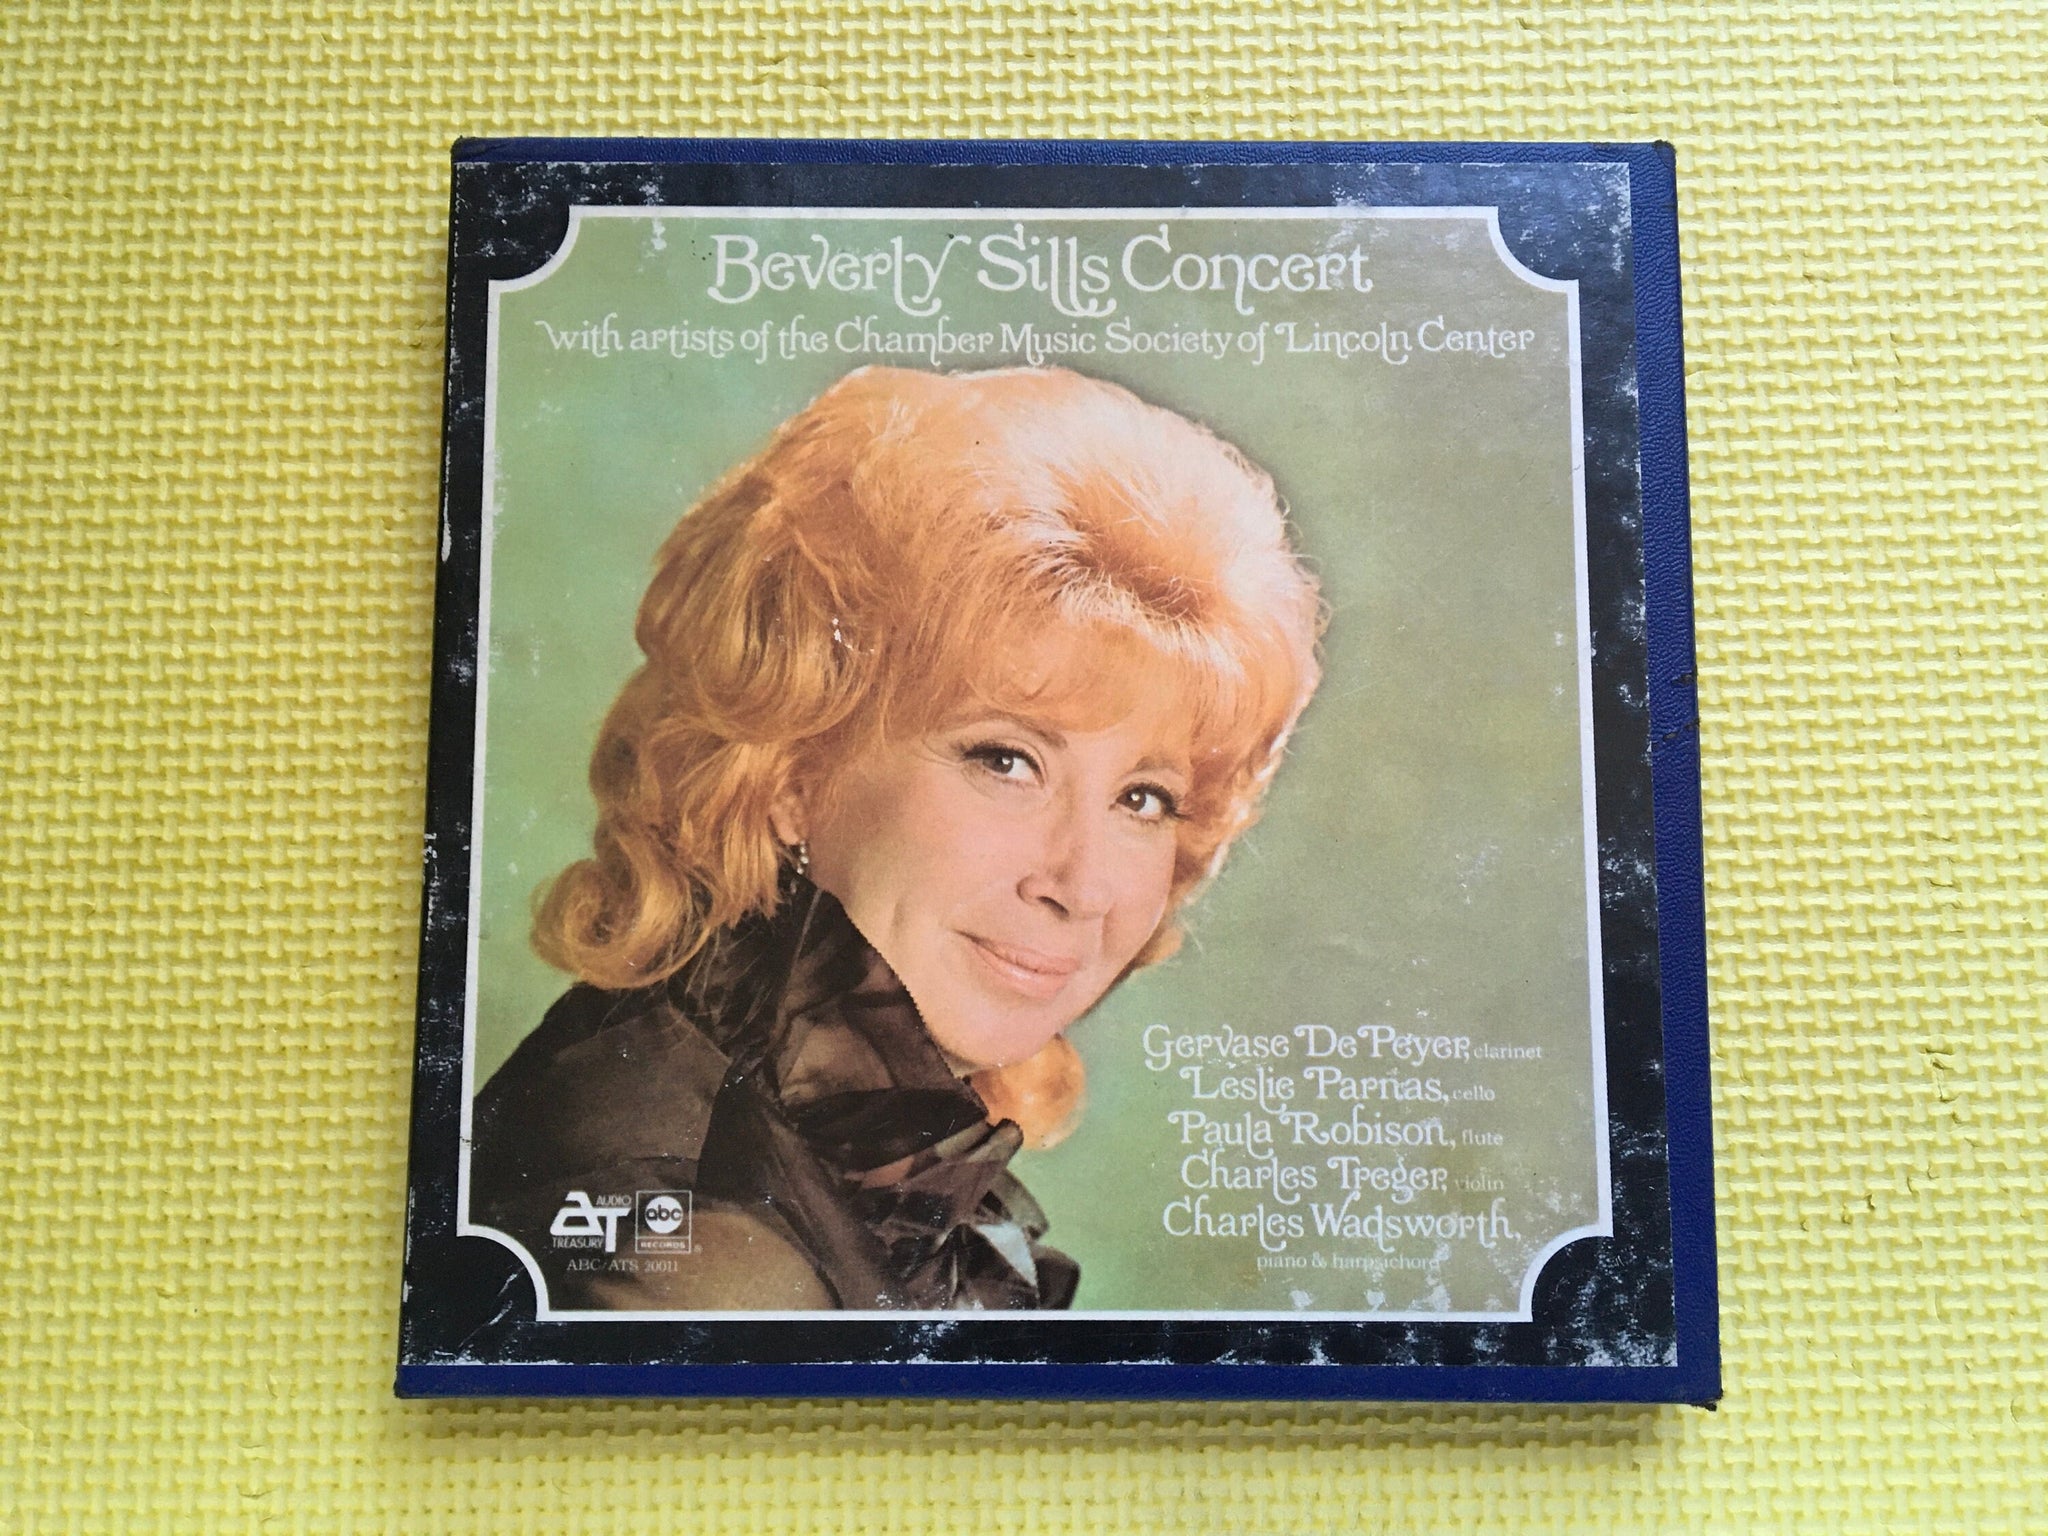 Beverly Sills Concert
with artists of the Chamber Music Society of Lincoln Center
Gervase De Peyer, clarinet
Leslie Parnas, cello
Paula Robison, flute
Charles Treger, violin
Charles Wadsworth,
piano & harpsichord
AT AUDIO TREASURY
abc RECORDS ®
ABC/ATS 20011